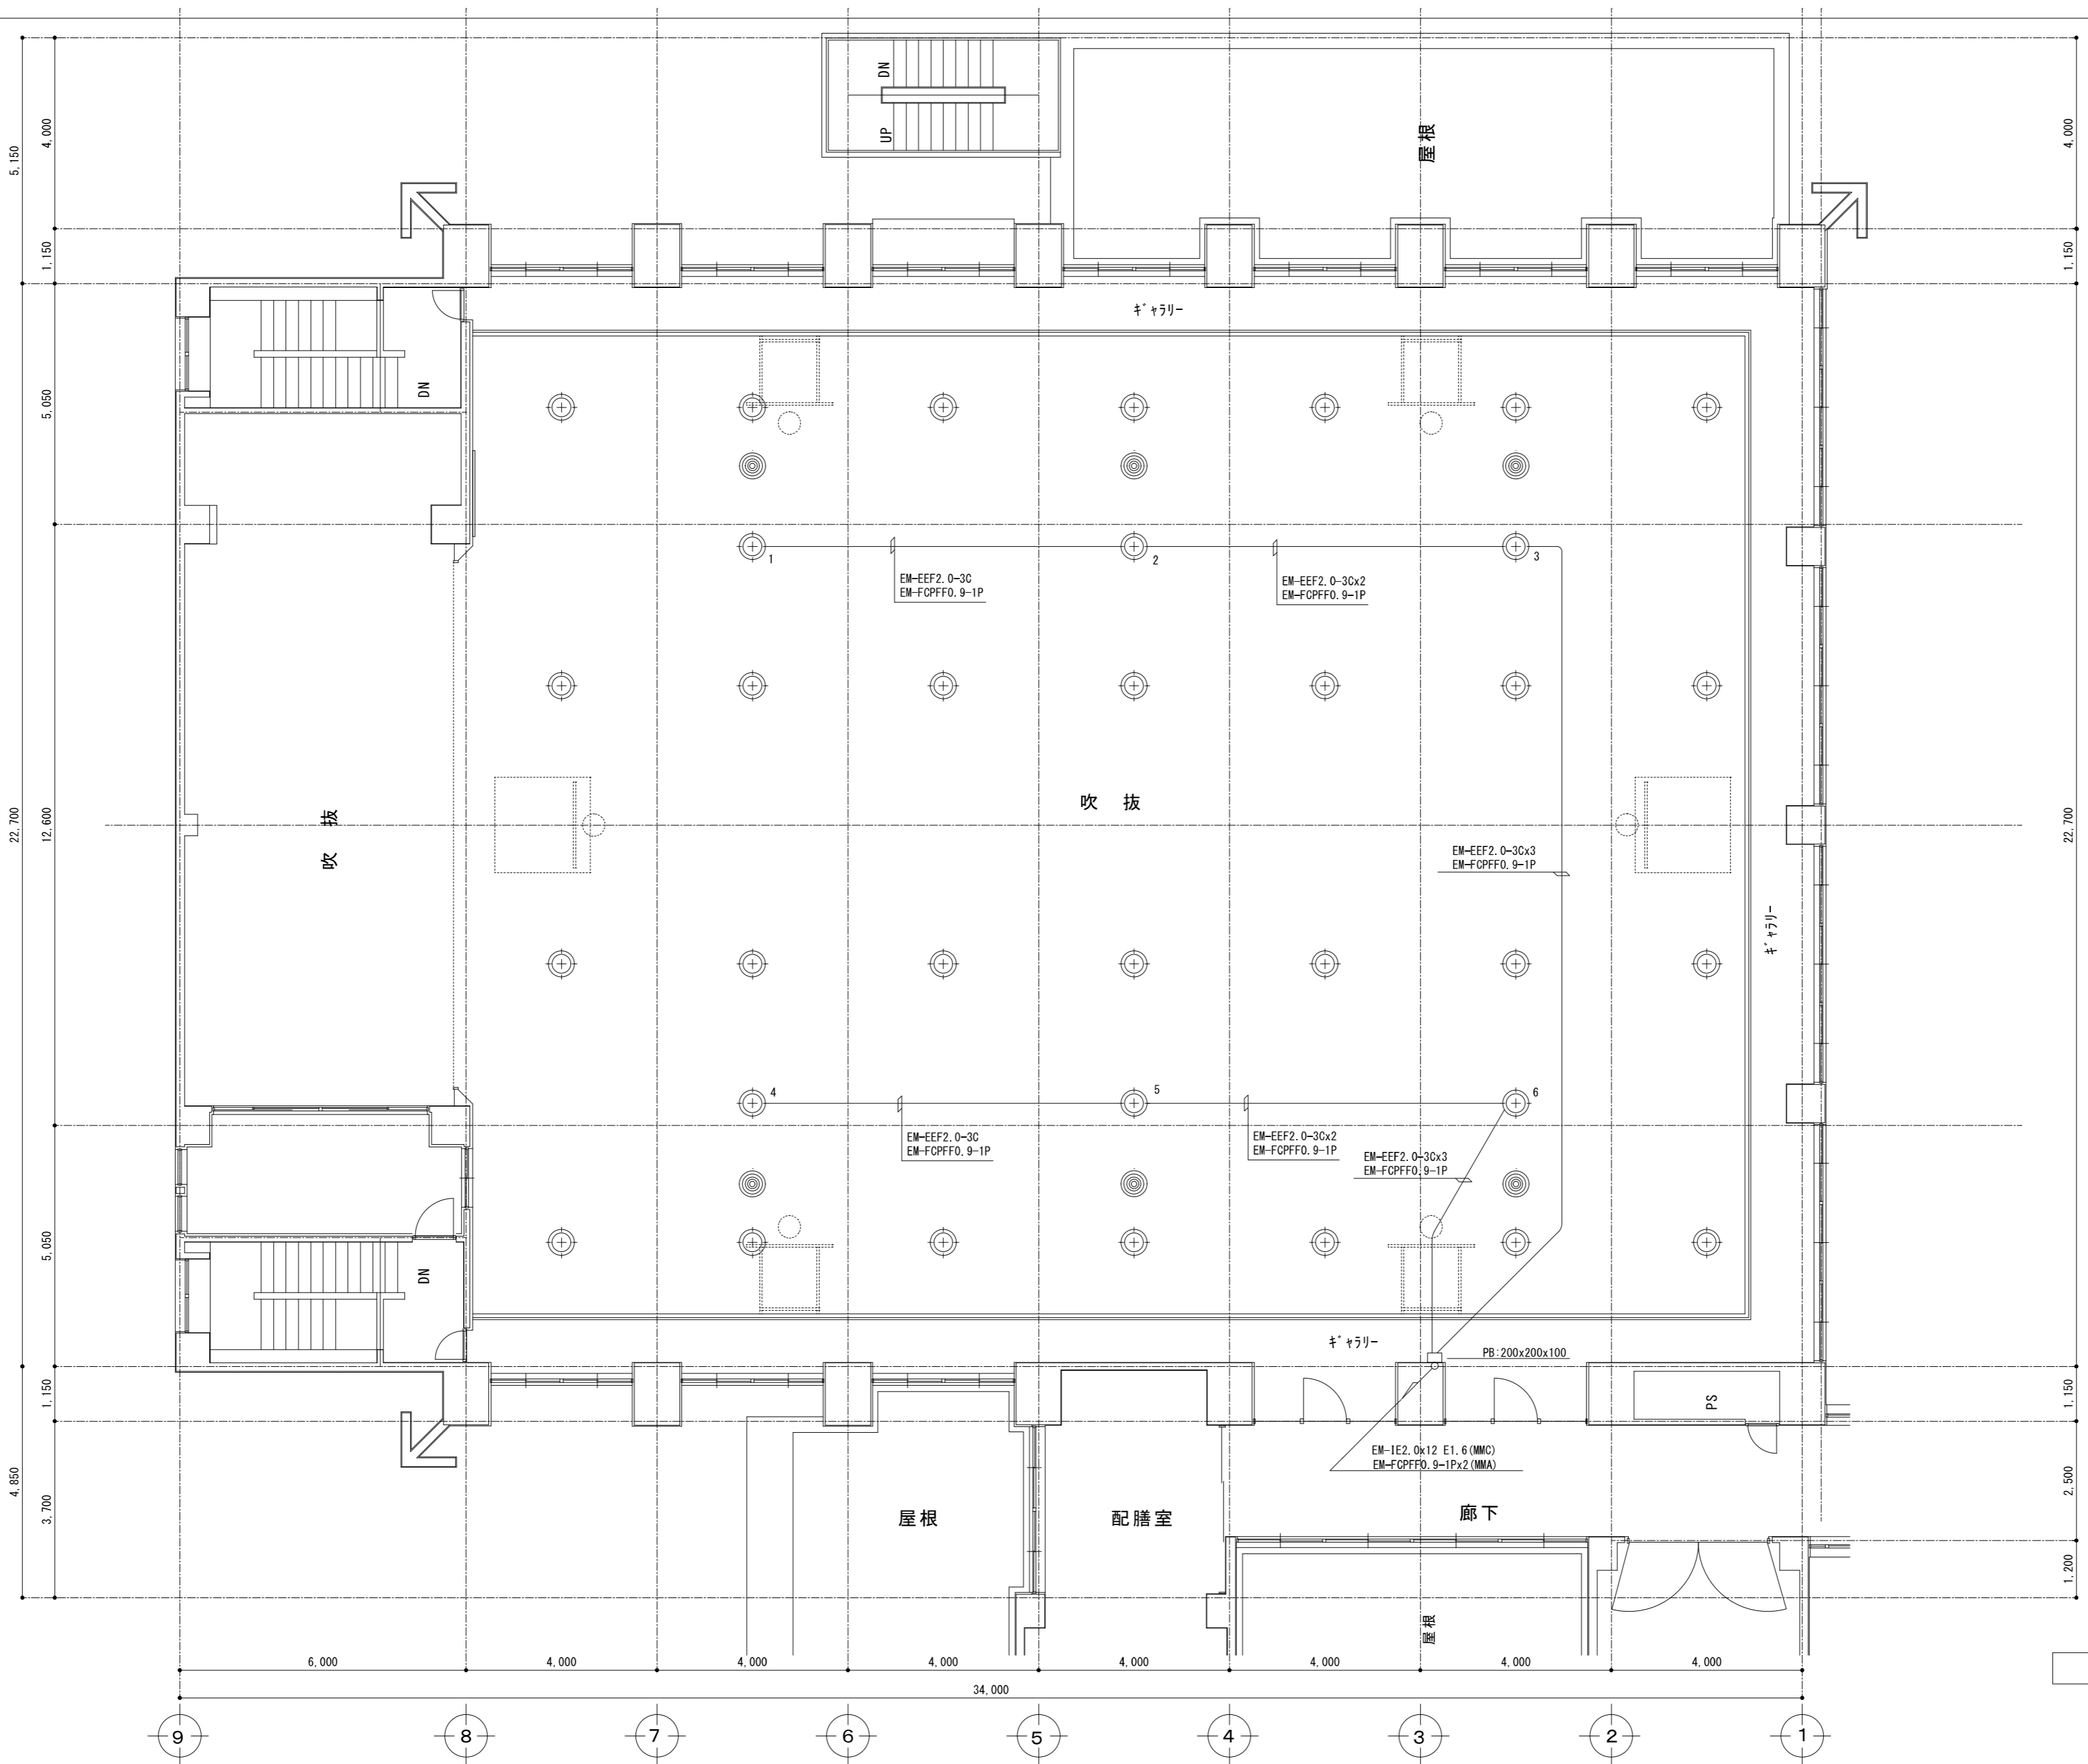 DN
UP
屋根
4,000
5,150
1,150
4,000
1,150
ギャラリー
DN
5,050
1
2
3
EM-EEF2.0-3C
EM-FCPFF0.9-1P
EM-EEF2.0-3Cx2
EM-FCPFF0.9-1P
吹抜
吹 抜
22,700
12,600
22,700
EM-EEF2.0-3Cx3
EM-FCPFF0.9-1P
ギャラリー
4
5
6
EM-EEF2.0-3C
EM-FCPFF0.9-1P
EM-EEF2.0-3Cx2
EM-FCPFF0.9-1P
EM-EEF2.0-3Cx3
EM-FCPFF0.9-1P
5,050
DN
ギャラリー
PB:200x200x100
1,150
PS
1,150
EM-IE2.0x12 E1.6(MMC)
EM-FCPFF0.9-1Px2(MMA)
4,850
3,700
2,500
屋根
配膳室
廊下
1,200
屋根
6,000
4,000
4,000
4,000
4,000
4,000
4,000
4,000
34,000
9
8
7
6
5
4
3
2
1